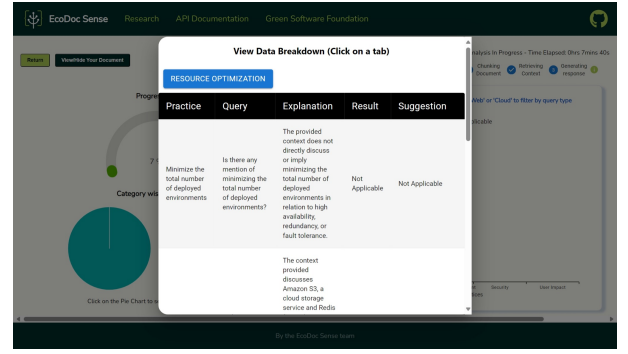 EcoDoc Sense Research API Documentation Green Software Foundation
Return View/Hide Your Document
nalysis In Progress - Time Elapsed: 0hrs 7mins 40s
Chunking Document Retrieving Context Generating response
Progre
7
Category wis
Click on the Pie Chart to s
Web' or 'Cloud' to filter by query type
plicable
Security User Impact
View Data Breakdown (Click on a tab)
RESOURCE OPTIMIZATION
Practice Query Explanation Result Suggestion
Minimize the
total number
of deployed
environments
Is there any
mention of
minimizing the
total number
of deployed
environments?
The provided
context does not
directly discuss
or imply
minimizing the
total number of
deployed
environments in
relation to high
availability,
redundancy, or
fault tolerance.
Not
Applicable
Not Applicable
The context
provided
discusses
Amazon S3, a
cloud storage
service and Redis
By the EcoDoc Sense team